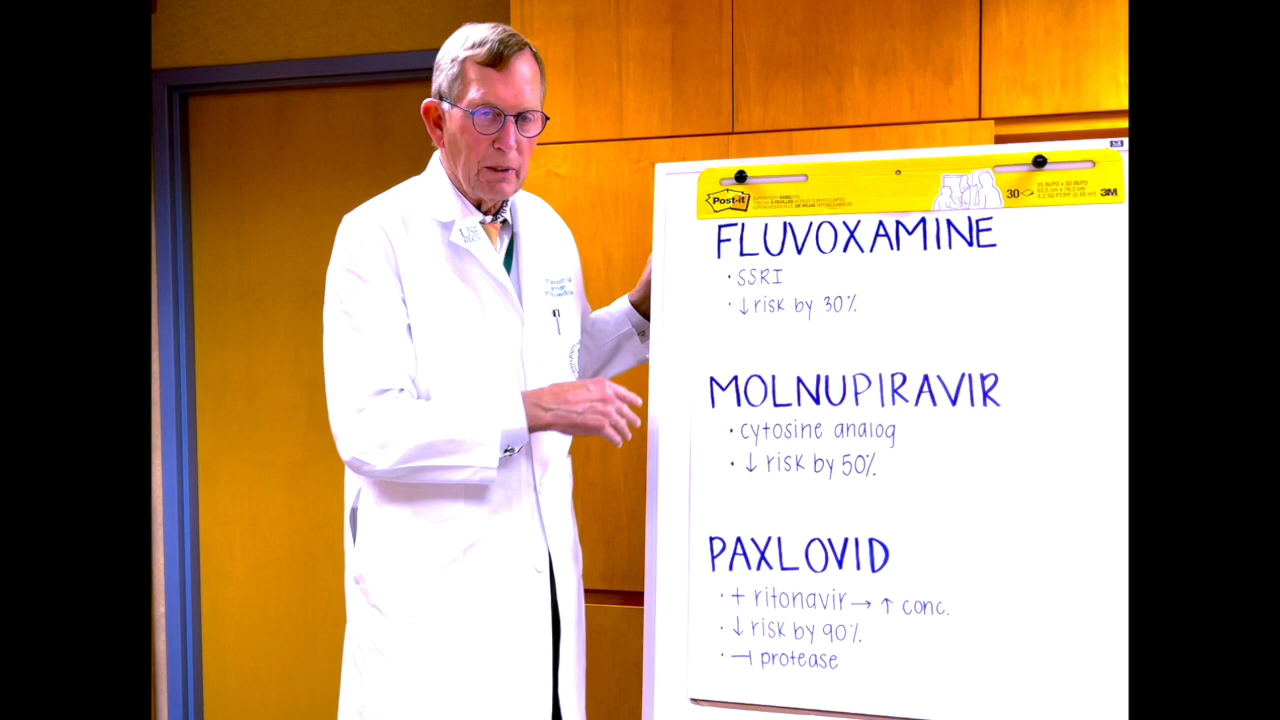 Post-it
30
3M
FLUVOXAMINE
· SSRI
· ↓ risk by 30%
MOLNUPIRAVIR
· cytosine analog
· ↓ risk by 50%
PAXLOVID
· + ritonavir → ↑ conc.
· ↓ risk by 90%
· ⊣ protease